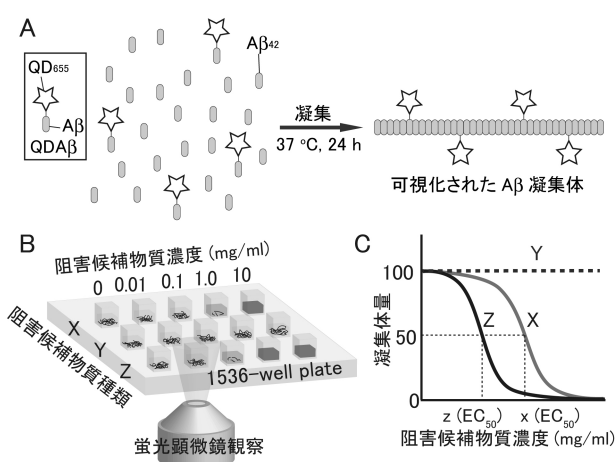 A
QD655
Aβ
QDAβ
Aβ42
凝集
37 °C, 24 h
可視化された Aβ 凝集体
B
阻害候補物質濃度 (mg/ml)
0 0.01 0.1 1.0 10
阻害候補物質種類
X
Y
Z
1536-well plate
蛍光顕微鏡観察
C
凝集体量
100
50
Y
Z
X
z (EC50)
x (EC50)
阻害候補物質濃度 (mg/ml)